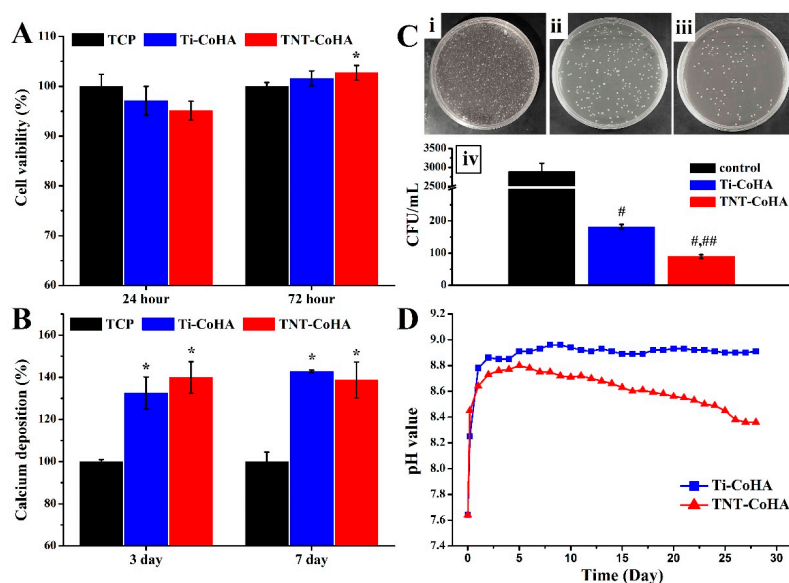 A
TCP Ti-CoHA TNT-CoHA
Cell vaibility (%)
110
100
90
80
70
60
*
24 hour 72 hour
B
TCP Ti-CoHA TNT-CoHA
Calcium deposition (%)
160
140
120
100
80
60
* * * *
3 day 7 day
C
i ii iii
iv
control
Ti-CoHA
TNT-CoHA
CFU/mL
3500
3000
2500
200
100
0
#
#,##
D
pH value
9.2
9.0
8.8
8.6
8.4
8.2
8.0
7.8
7.6
7.4
Ti-CoHA
TNT-CoHA
0 5 10 15 20 25 30
Time (Day)